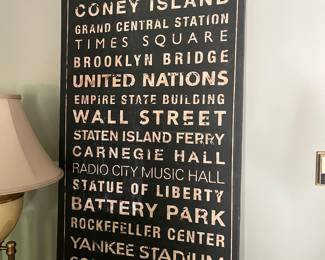 CONEY ISLAND
GRAND CENTRAL STATION
TIMES SQUARE
BROOKLYN BRIDGE
UNITED NATIONS
EMPIRE STATE BUILDING
WALL STREET
STATEN ISLAND FERRY
CARNEGIE HALL
RADIO CITY MUSIC HALL
STATUE OF LIBERTY
BATTERY PARK
ROCKEFELLER CENTER
YANKEE STADIUM